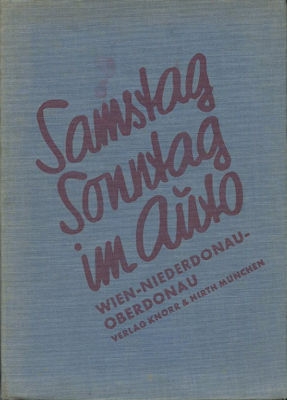 Samstag
Sonntag
im Auto
WIEN-NIEDERDONAU-
OBERDONAU
VERLAG KNORR & HIRTH MÜNCHEN